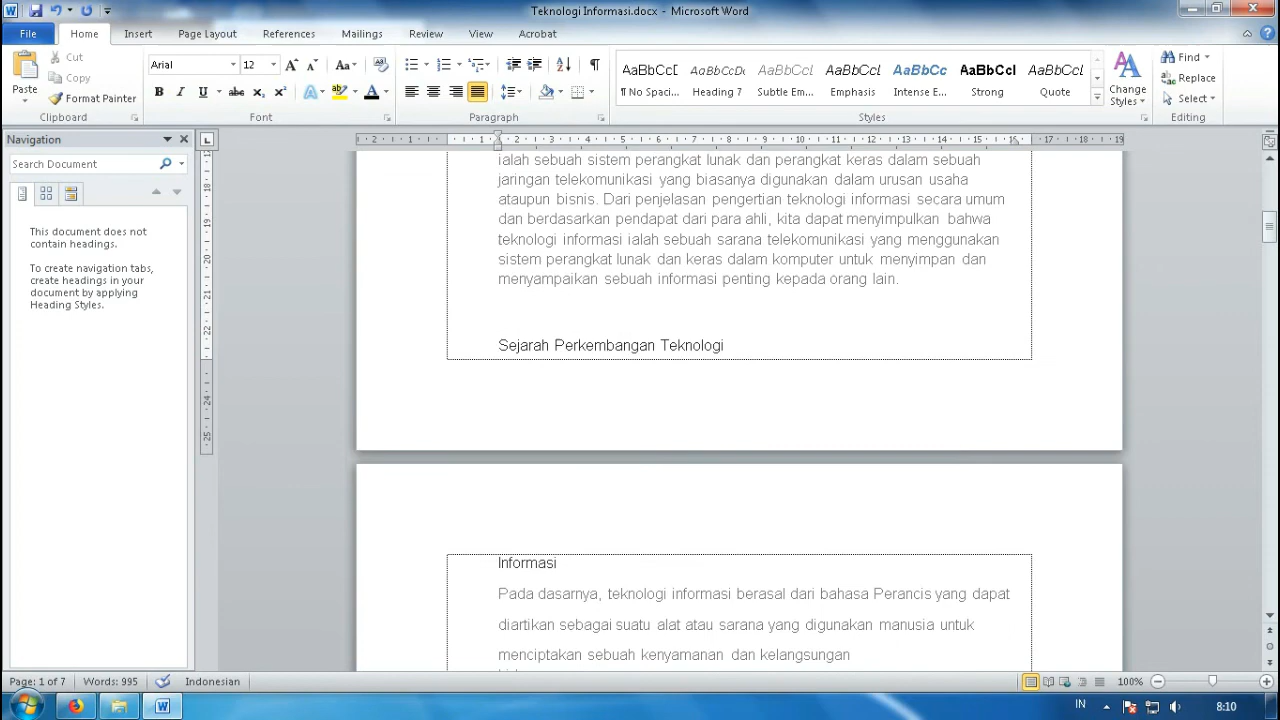 Teknologi Informasi.docx - Microsoft Word
File Home Insert Page Layout References Mailings Review View Acrobat
Cut
Copy
Format Painter
Paste
Clipboard
Arial 12
Font
Paragraph
AaBbCcD AaBbCcDc AaBbCcl AaBbCcl AaBbCc AaBbCcl AaBbCcl
¶ No Spaci... Heading 7 Subtle Em... Emphasis Intense E... Strong Quote
Styles
Change Styles
Find
Replace
Select
Editing
Navigation
Search Document
This document does not
contain headings.
To create navigation tabs,
create headings in your
document by applying
Heading Styles.
ialah sebuah sistem perangkat lunak dan perangkat keras dalam sebuah
jaringan telekomunikasi yang biasanya digunakan dalam urusan usaha
ataupun bisnis. Dari penjelasan pengertian teknologi informasi secara umum
dan berdasarkan pendapat dari para ahli, kita dapat menyimpulkan bahwa
teknologi informasi ialah sebuah sarana telekomunikasi yang menggunakan
sistem perangkat lunak dan keras dalam komputer untuk menyimpan dan
menyampaikan sebuah informasi penting kepada orang lain.
Sejarah Perkembangan Teknologi
Informasi
Pada dasarnya, teknologi informasi berasal dari bahasa Perancis yang dapat
diartikan sebagai suatu alat atau sarana yang digunakan manusia untuk
menciptakan sebuah kenyamanan dan kelangsungan
Page: 1 of 7 Words: 995 Indonesian 100%
IN 8:10